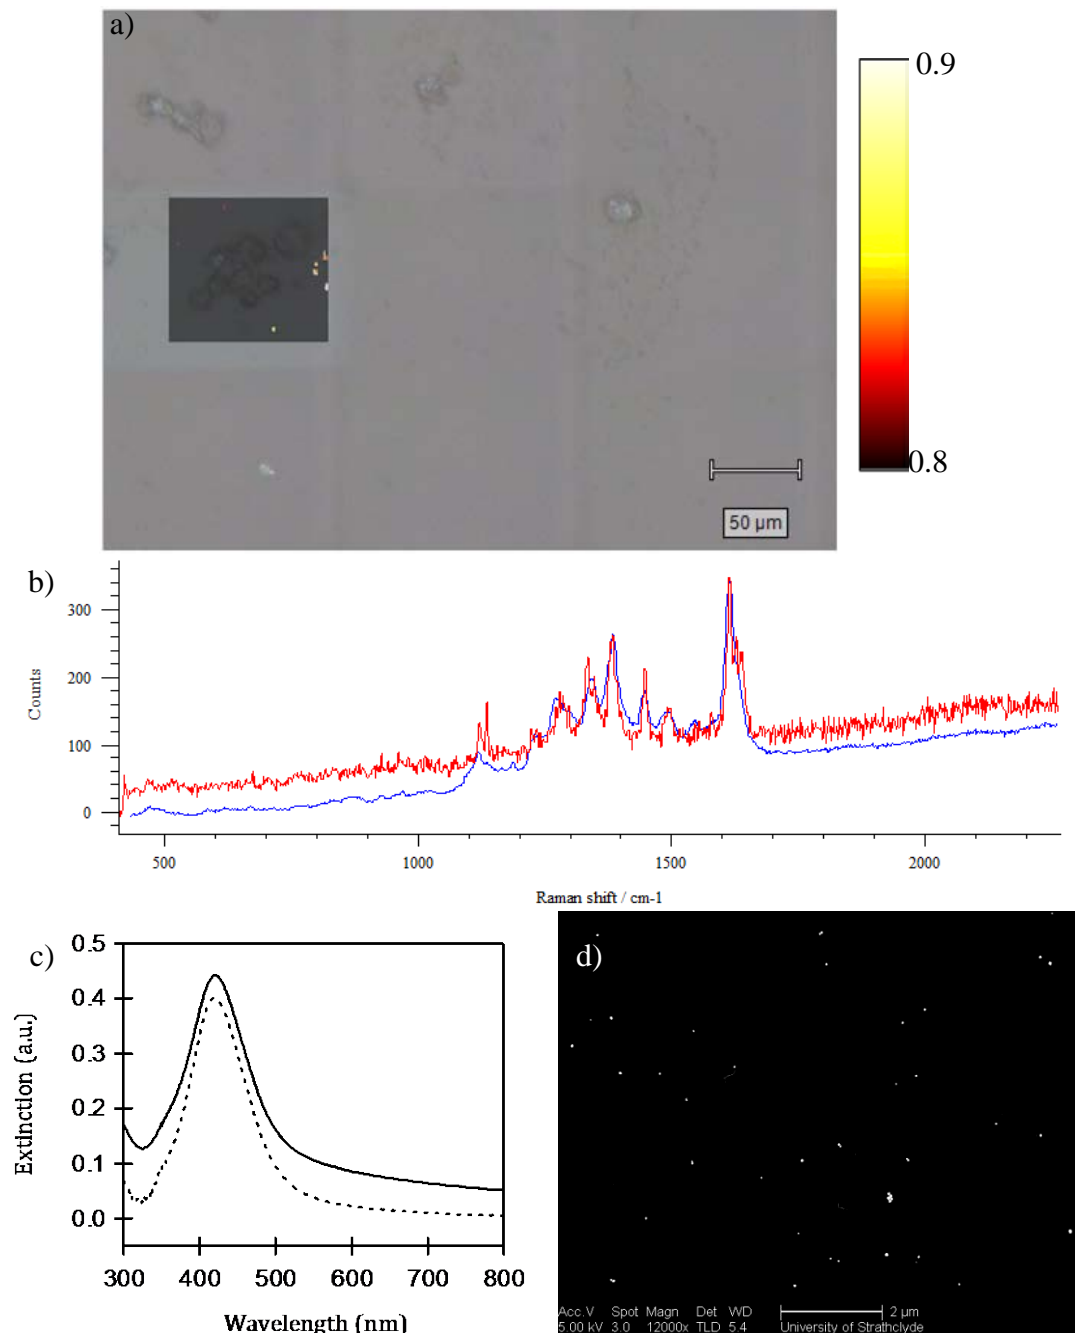 a)
0.9
0.8
50 µm
b)
300
200
100
0
Counts
500 1000 1500 2000
Raman shift / cm-1
c)
0.5
0.4
0.3
0.2
0.1
0.0
Extinction (a.u.)
300 400 500 600 700 800
Wavelength (nm)
d)
Acc.V Spot Magn Det WD 2 µm
5.00 kV 3.0 12000x TLD 5.4 University of Strathclyde